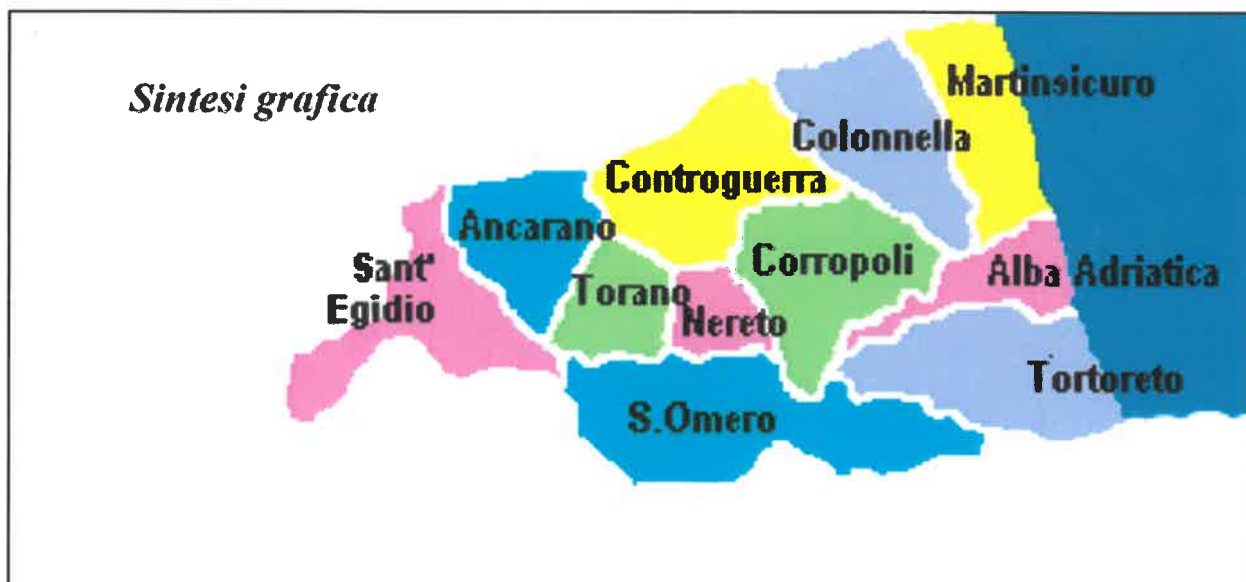 Sintesi grafica
Martinsicuro
Colonnella
Controguerra
Ancarano
Corropoli
Sant'
Egidio
Torano
Nereto
Alba Adriatica
Tortoreto
S.Omero